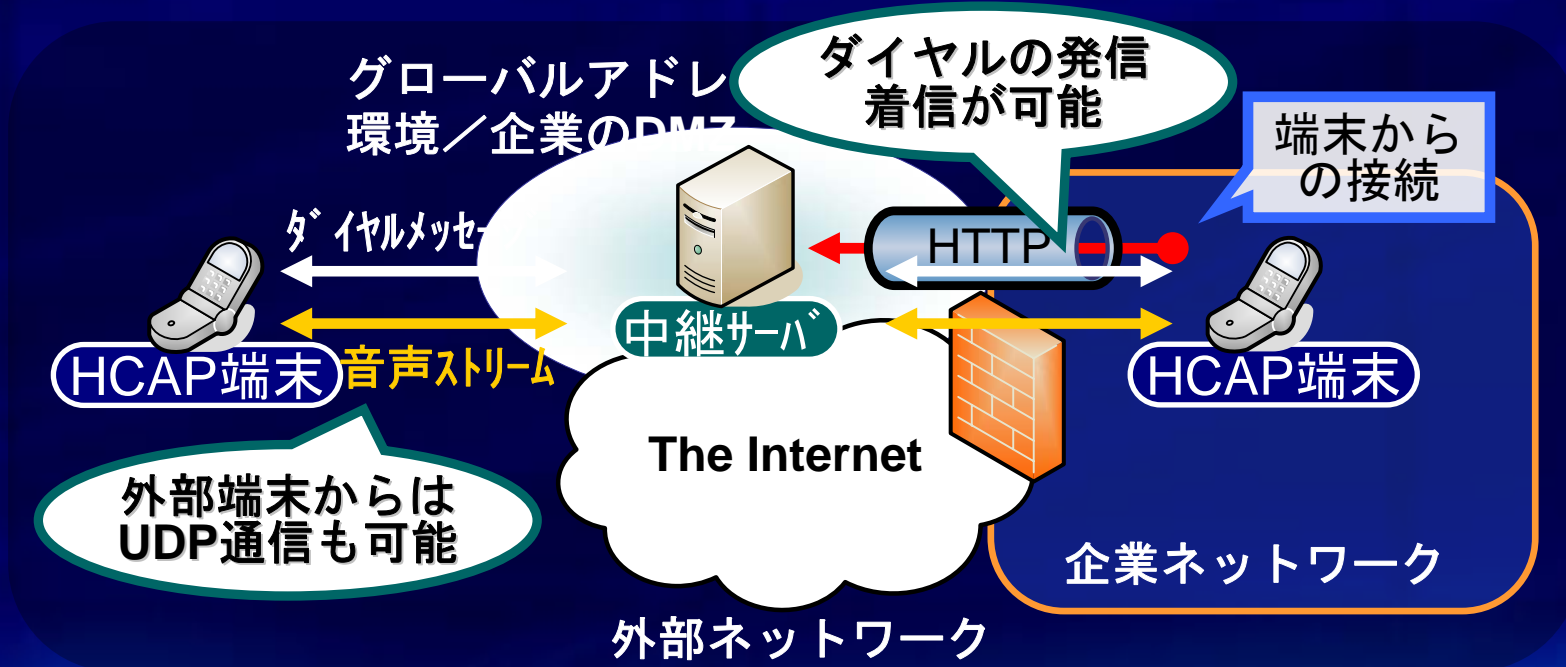 グローバルアドレ
環境／企業のDMZ
ダイヤルの発信
着信が可能
端末から
の接続
ﾀﾞｲﾔﾙﾒｯｾｰ
HTTP
中継ｻｰﾊﾞ
HCAP端末
音声ｽﾄﾘｰﾑ
HCAP端末
The Internet
外部端末からは
UDP通信も可能
企業ネットワーク
外部ネットワーク